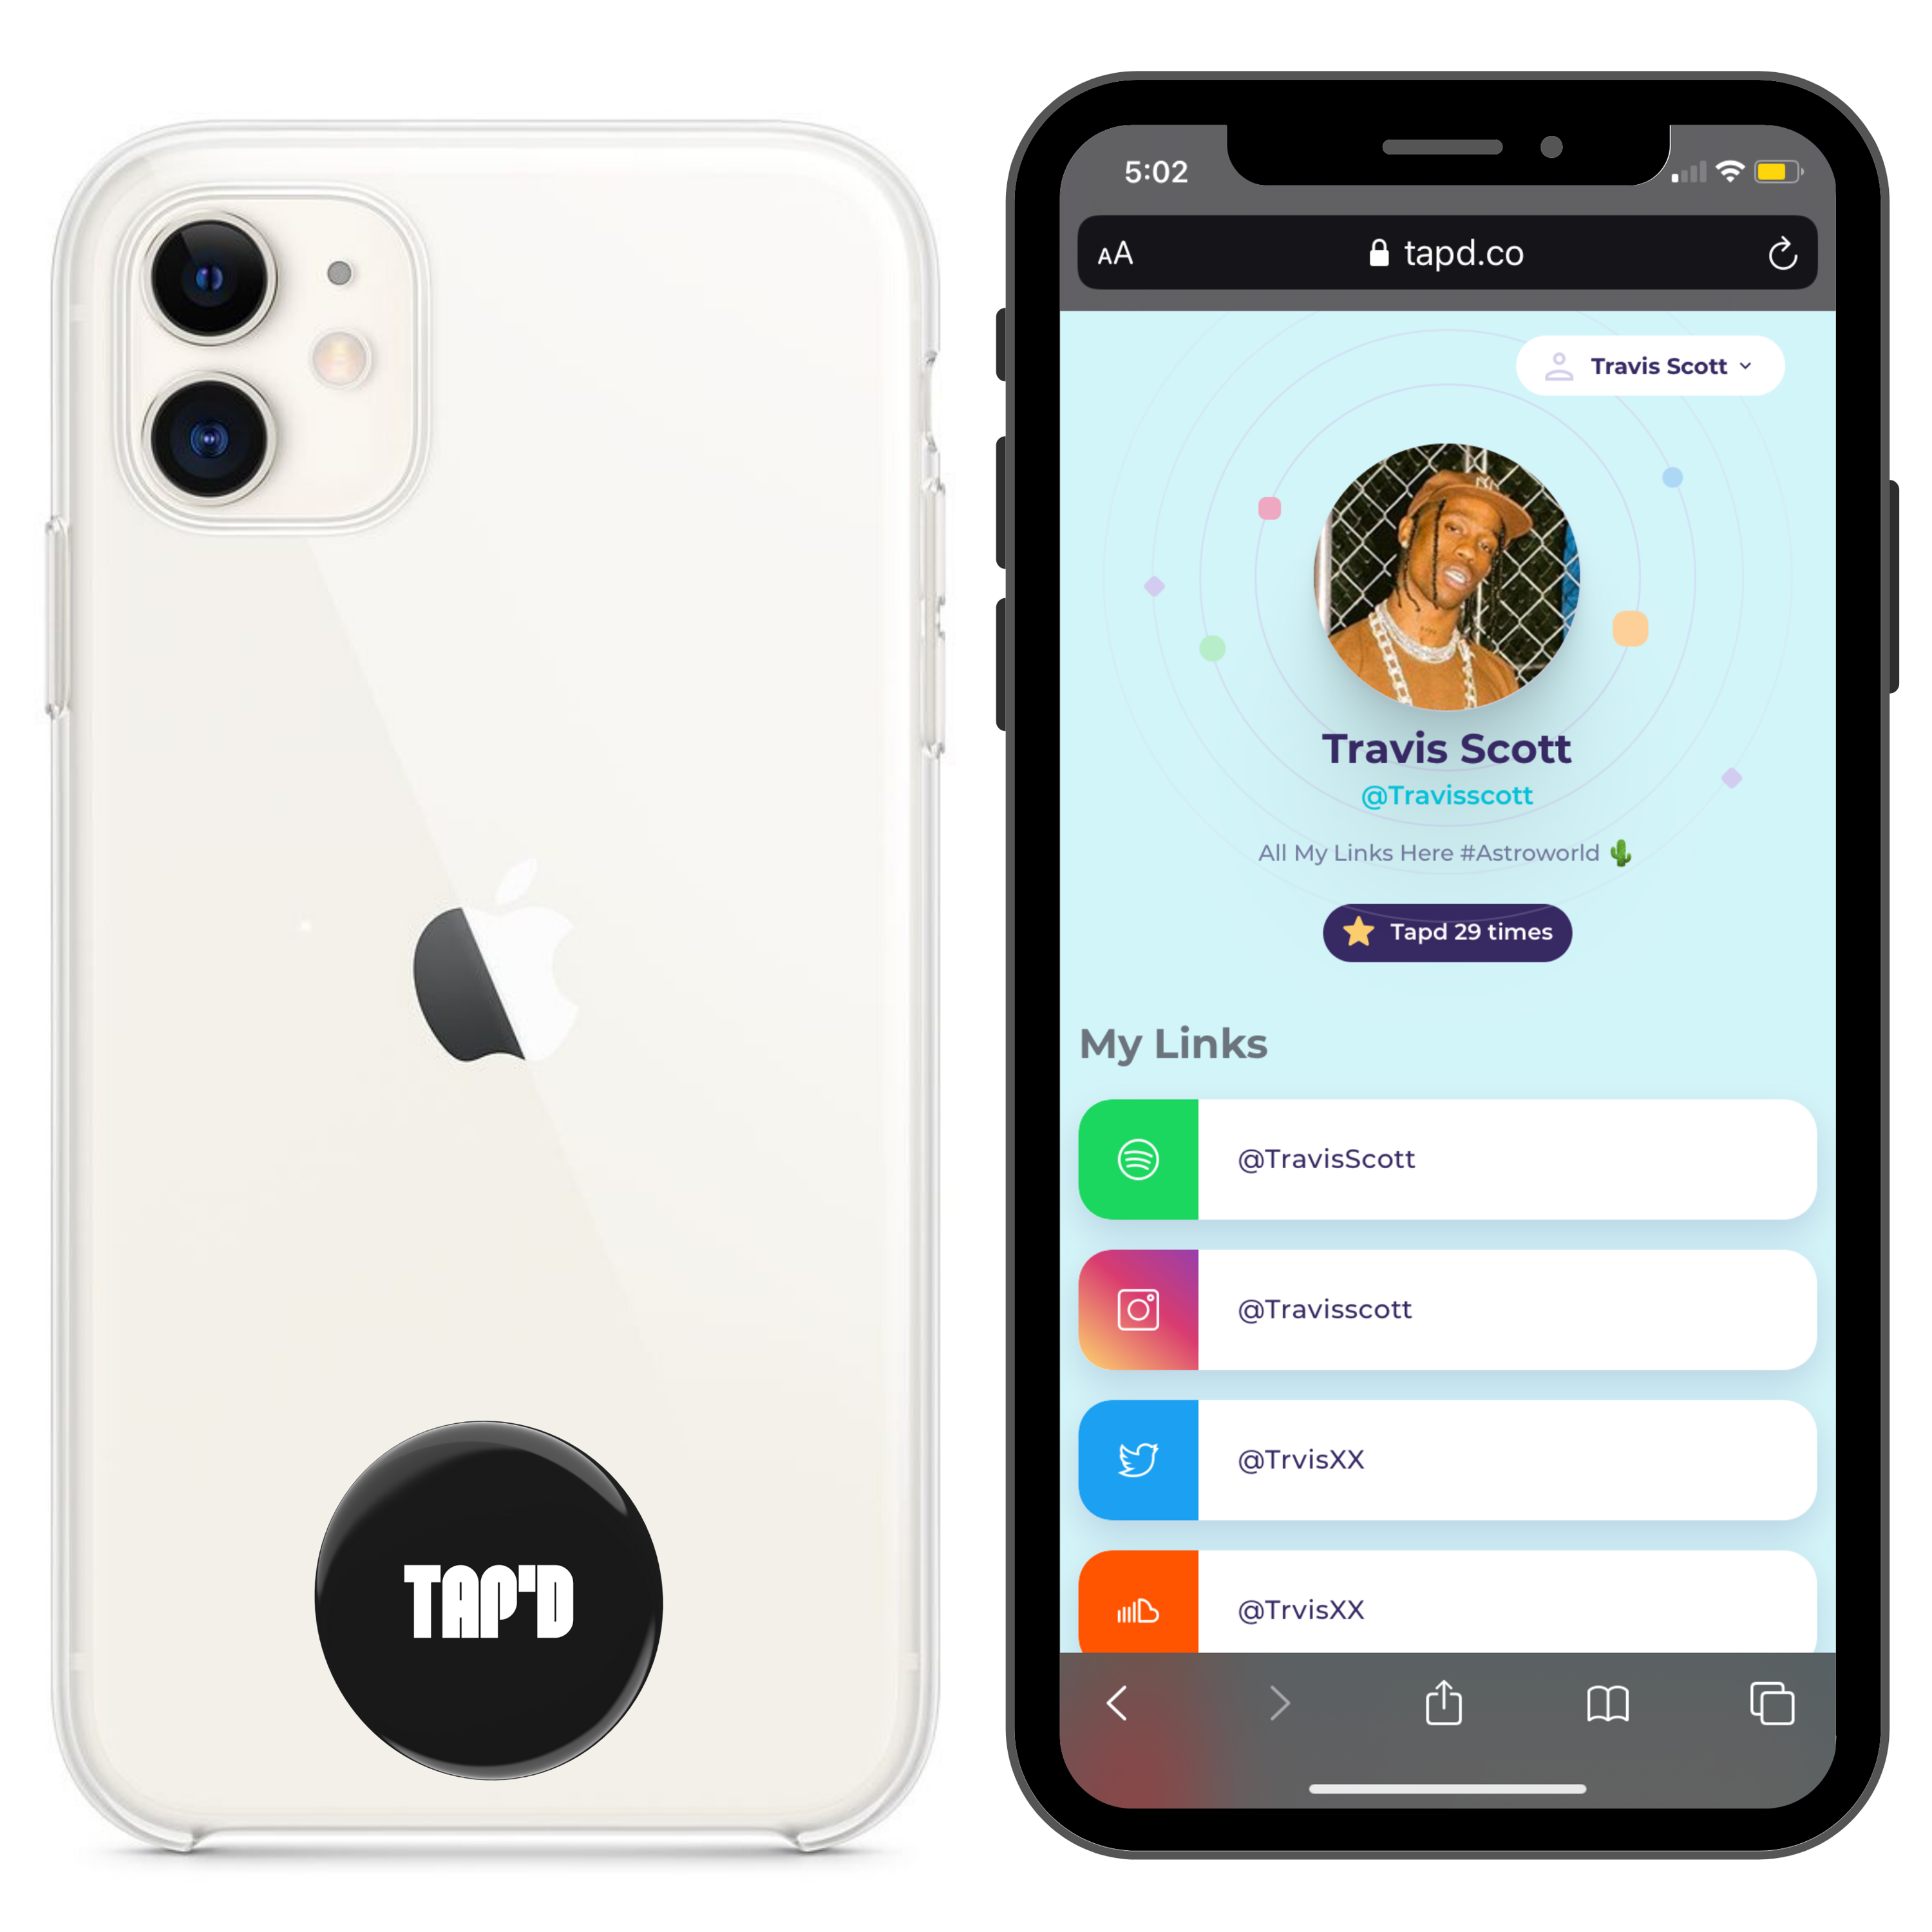 TAP'D
5:02
AA
tapd.co
Travis Scott
Travis Scott
@Travisscott
All My Links Here #Astroworld 🌵
Tapd 29 times
My Links
@TravisScott
@Travisscott
@TrvisXX
@TrvisXX